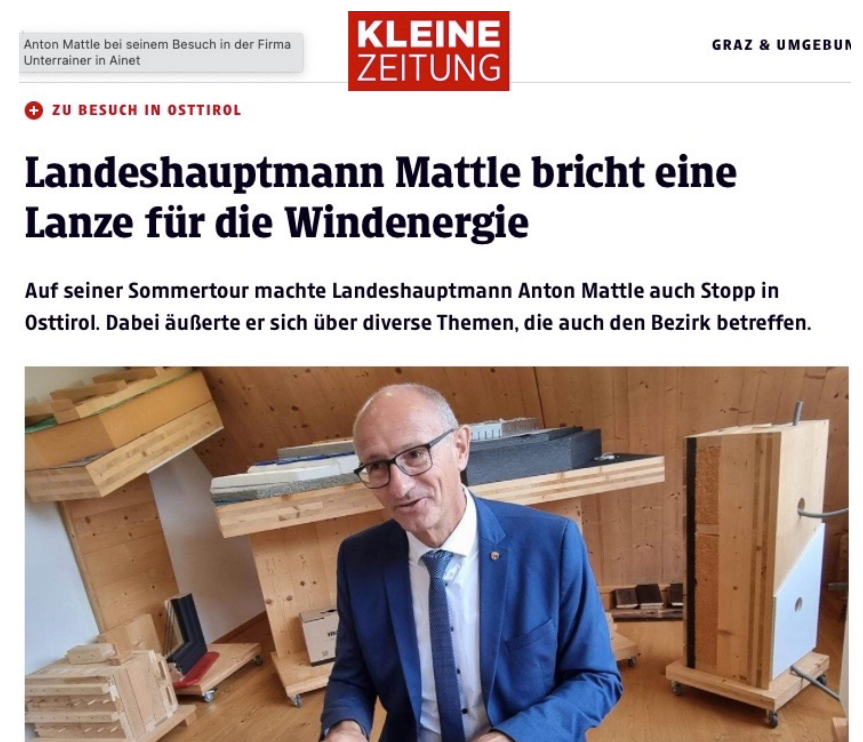 Anton Mattle bei seinem Besuch in der Firma
Unterrainer in Ainet
KLEINE
ZEITUNG
GRAZ & UMGEBUN
ZU BESUCH IN OSTTIROL
Landeshauptmann Mattle bricht eine
Lanze für die Windenergie
Auf seiner Sommertour machte Landeshauptmann Anton Mattle auch Stopp in
Osttirol. Dabei äußerte er sich über diverse Themen, die auch den Bezirk betreffen.